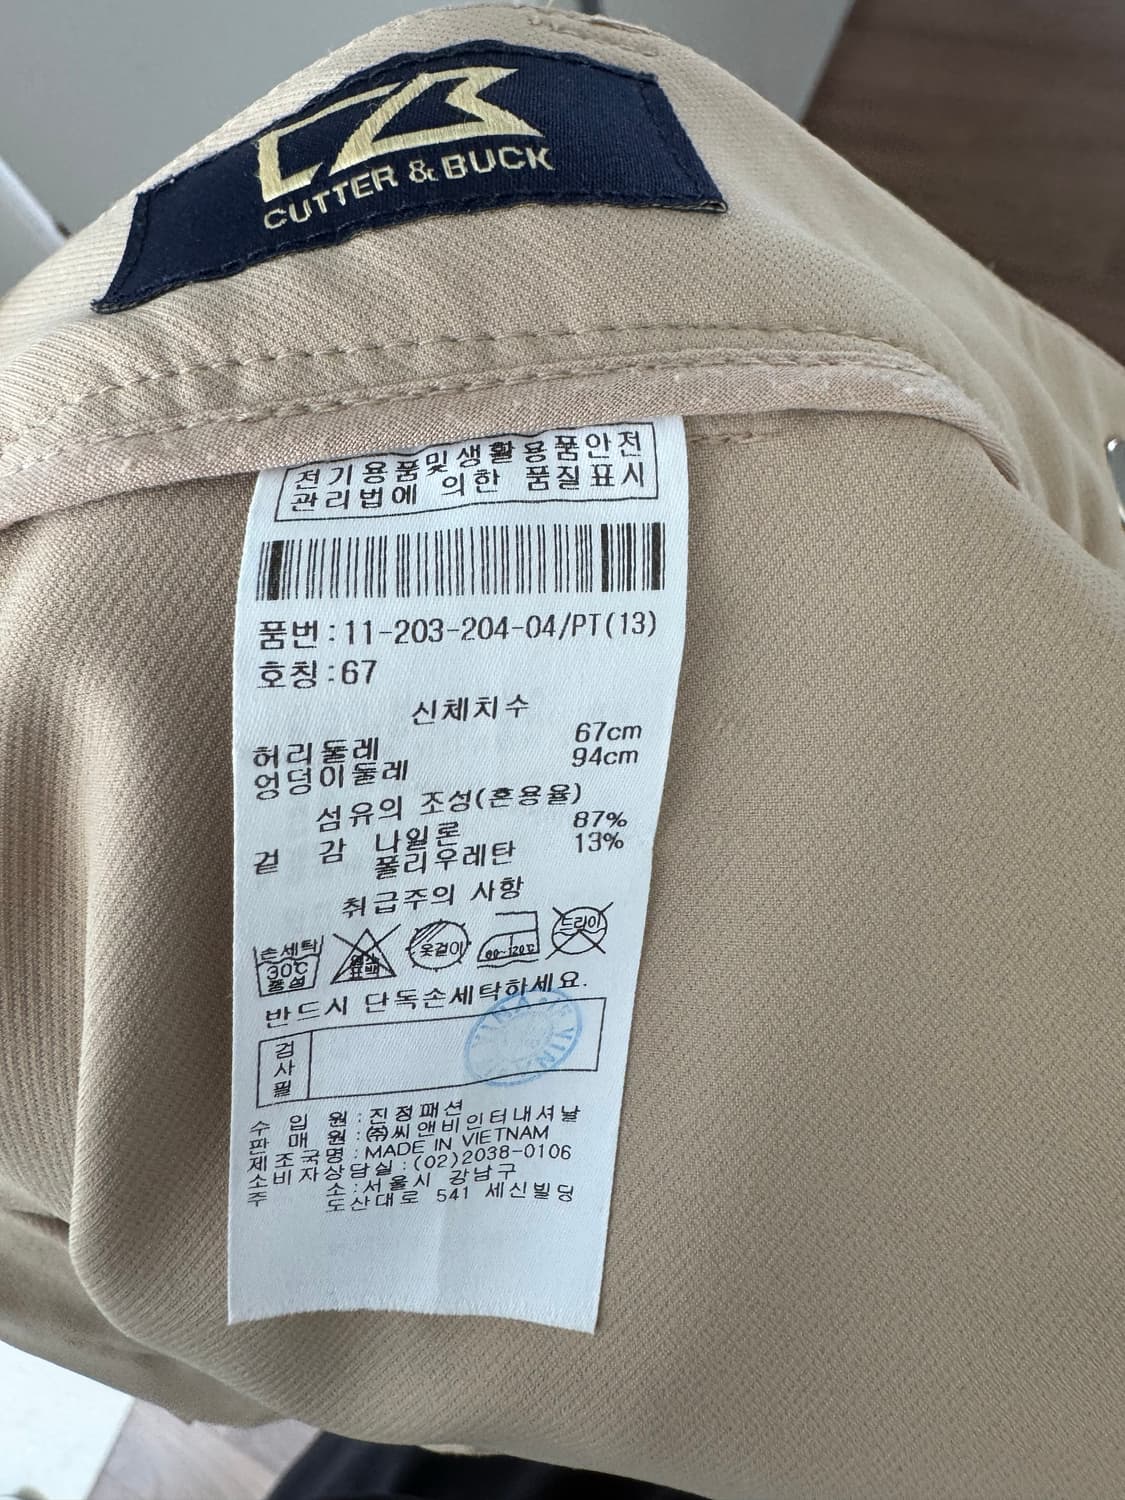 CUTTER & BUCK
전기용품및생활용품안전
관리법에 의한 품질표시
품번:11-203-204-04/PT(13)
호칭:67
신체치수
허리둘레 67cm
엉덩이둘레 94cm
섬유의 조성(혼용율)
겉 감 나일론 87%
폴리우레탄 13%
취급주의 사항
손세탁 30℃ 중성
염소 표백
옷걸이
80~120℃
드라이
반드시 단독손세탁하세요.
검사필
수 입 원:진정패션
판 매 원:㈜씨앤비인터내셔날
제조국명:MADE IN VIETNAM
소비자상담실:(02)2038-0106
주 소:서울시 강남구
도산대로 541 세신빌딩